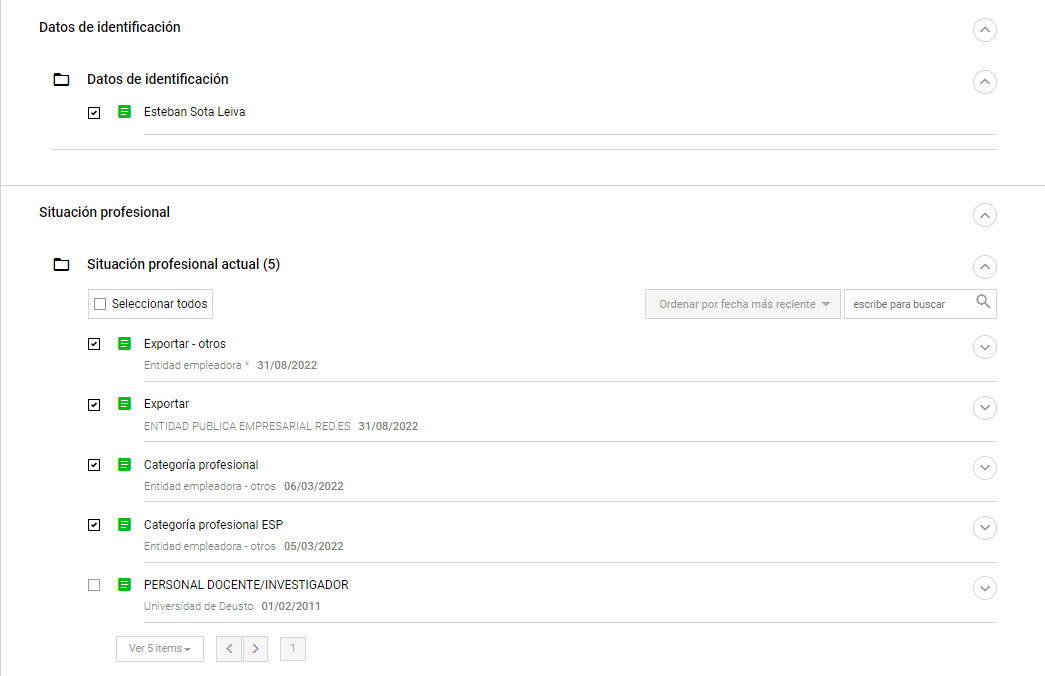 Datos de identificación
Datos de identificación
Esteban Sota Leiva
Situación profesional
Situación profesional actual (5)
Seleccionar todos
Ordenar por fecha más reciente
escribe para buscar
Exportar - otros
Entidad empleadora * 31/08/2022
Exportar
ENTIDAD PUBLICA EMPRESARIAL RED.ES 31/08/2022
Categoría profesional
Entidad empleadora - otros 06/03/2022
Categoría profesional ESP
Entidad empleadora - otros 05/03/2022
PERSONAL DOCENTE/INVESTIGADOR
Universidad de Deusto 01/02/2011
Ver 5 items
1